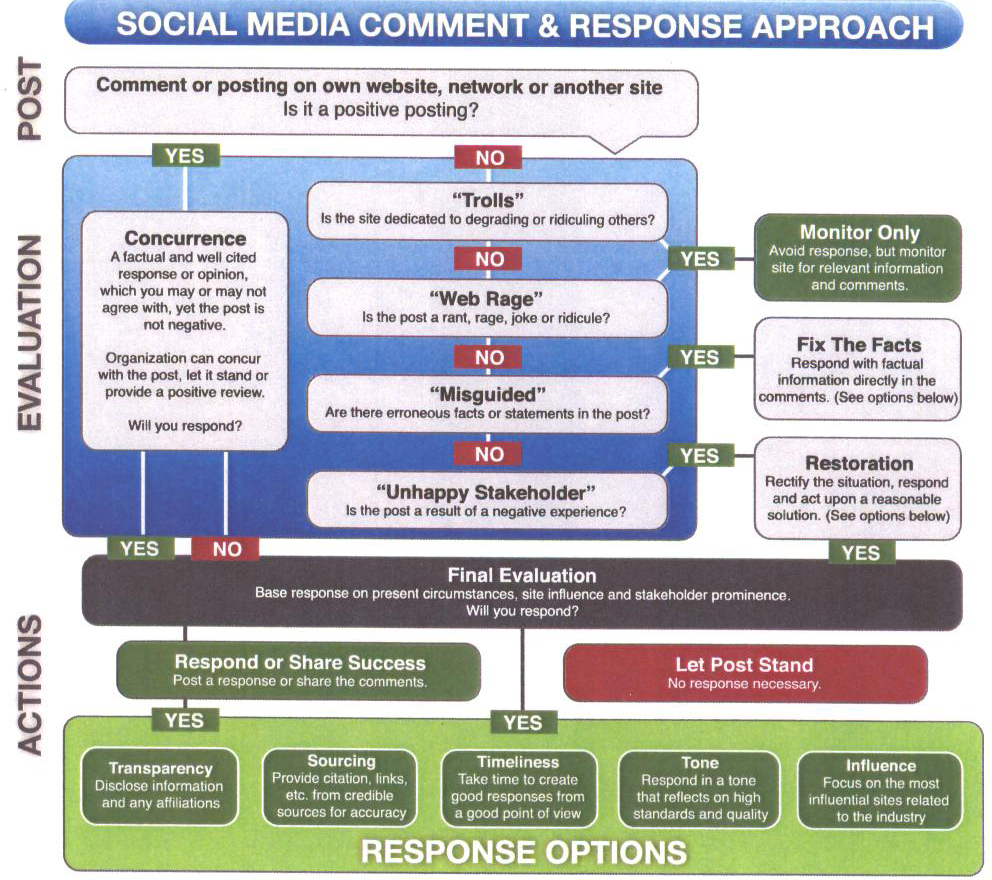 SOCIAL MEDIA COMMENT & RESPONSE APPROACH
POST
Comment or posting on own website, network or another site
Is it a positive posting?
YES
NO
EVALUATION
Concurrence
A factual and well cited
response or opinion,
which you may or may not
agree with, yet the post is
not negative.
Organization can concur
with the post, let it stand or
provide a positive review.
Will you respond?
“Trolls”
Is the site dedicated to degrading or ridiculing others?
NO
YES
Monitor Only
Avoid response, but monitor
site for relevant information
and comments.
“Web Rage”
Is the post a rant, rage, joke or ridicule?
NO
YES
Fix The Facts
Respond with factual
information directly in the
comments. (See options below)
“Misguided”
Are there erroneous facts or statements in the post?
NO
YES
Restoration
Rectify the situation, respond
and act upon a reasonable
solution. (See options below)
“Unhappy Stakeholder”
Is the post a result of a negative experience?
YES
NO
YES
Final Evaluation
Base response on present circumstances, site influence and stakeholder prominence.
Will you respond?
ACTIONS
Respond or Share Success
Post a response or share the comments.
Let Post Stand
No response necessary.
YES
YES
Transparency
Disclose information
and any affiliations
Sourcing
Provide citation, links,
etc. from credible
sources for accuracy
Timeliness
Take time to create
good responses from
a good point of view
Tone
Respond in a tone
that reflects on high
standards and quality
Influence
Focus on the most
influential sites related
to the industry
RESPONSE OPTIONS